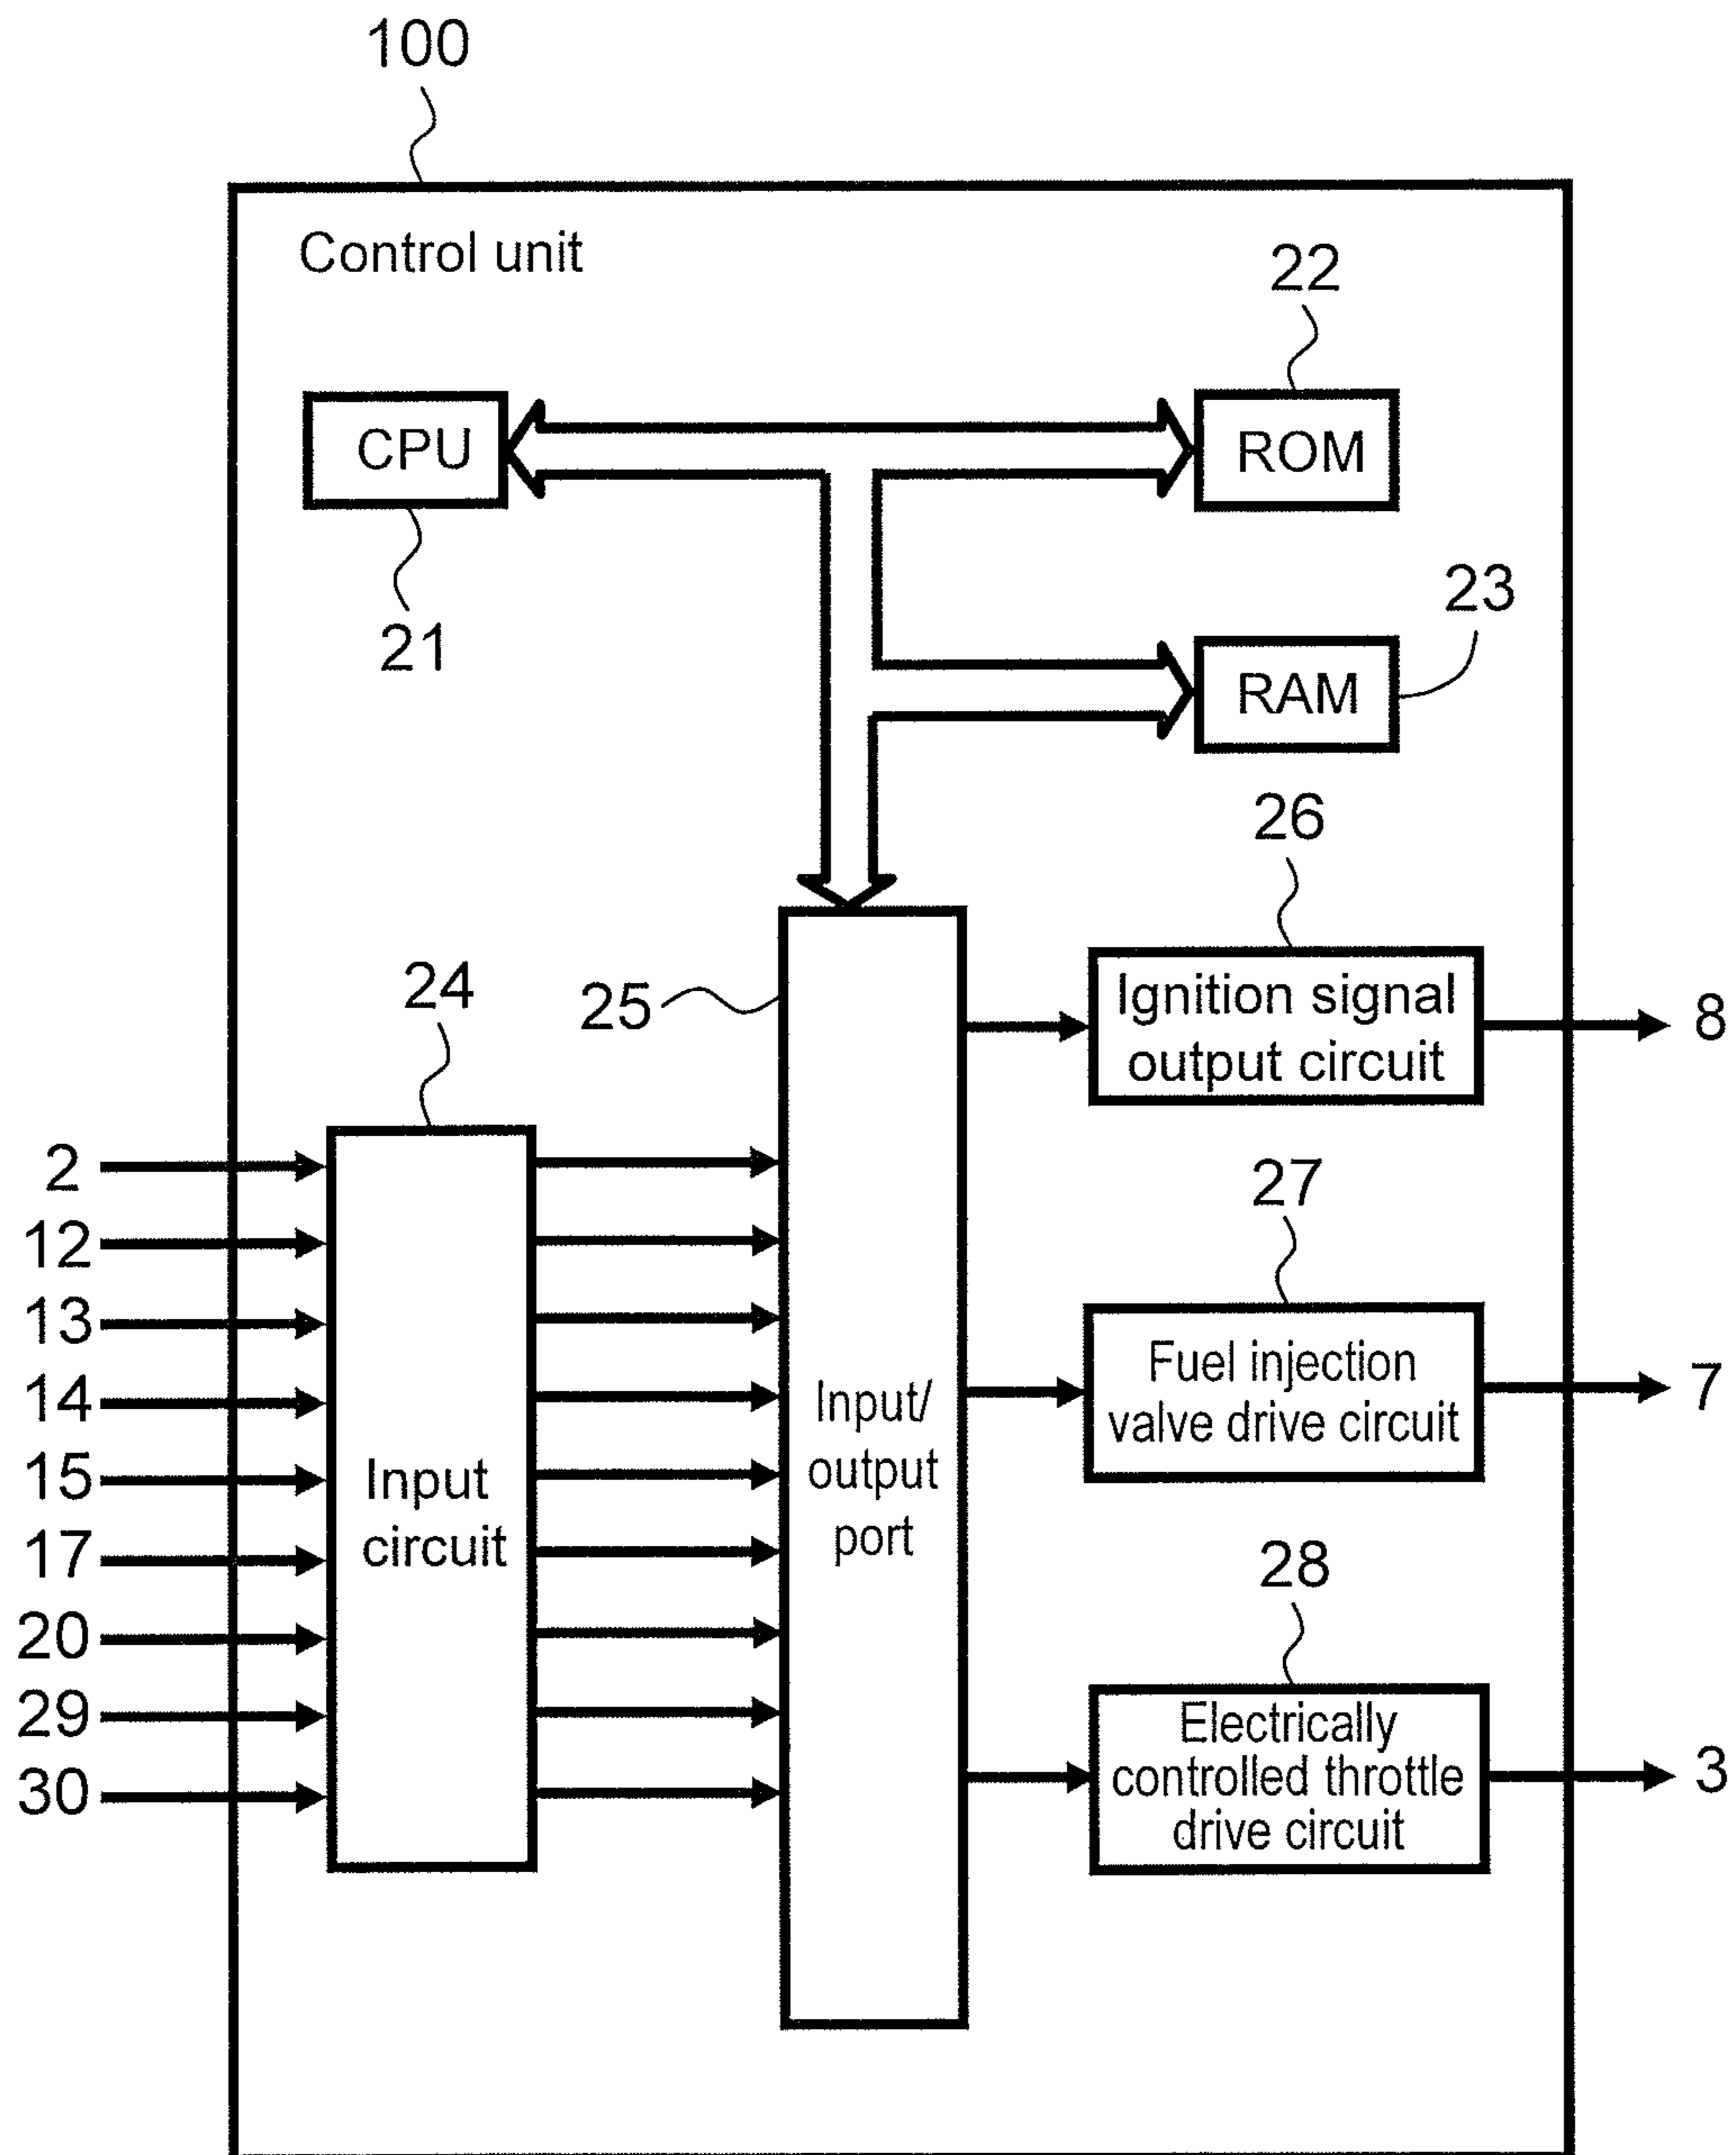 100
Control unit
22
CPU
ROM
21
23
RAM
26
24
25
Ignition signal
output circuit
8
2
12
13
14
15
17
20
29
30
Input
circuit
Input/
output
port
27
Fuel injection
valve drive circuit
7
28
Electrically
controlled throttle
drive circuit
3